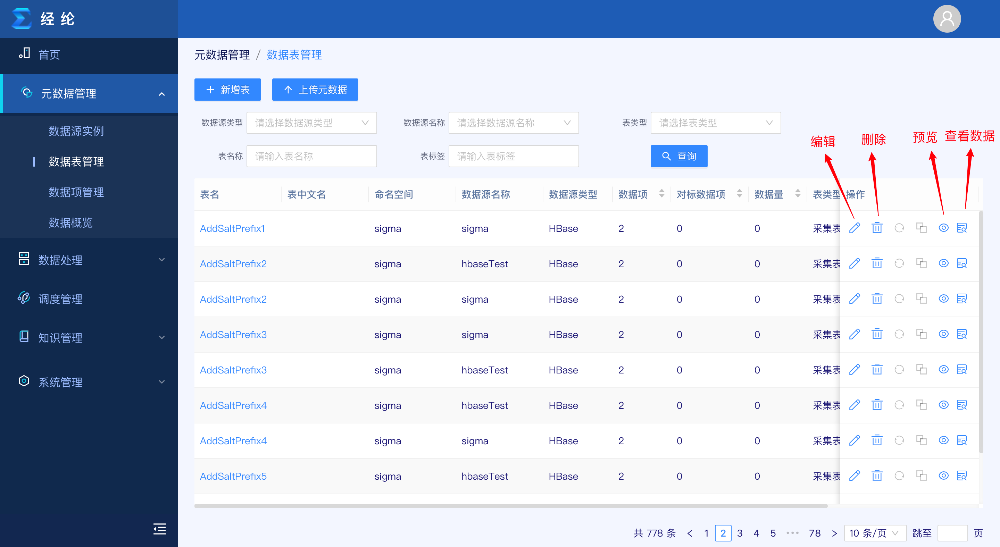 经 纶
首页
元数据管理
数据源实例
数据表管理
数据项管理
数据概览
数据处理
调度管理
知识管理
系统管理
元数据管理 / 数据表管理
新增表 上传元数据
数据源类型 请选择数据源类型 数据源名称 请选择数据源名称 表类型 请选择表类型
编辑 删除 预览 查看数据
表名称 请输入表名称 表标签 请输入表标签 查询
表名 表中文名 命名空间 数据源名称 数据源类型 数据项 对标数据项 数据量 表类型 操作
AddSaltPrefix1 sigma sigma HBase 2 0 0 采集表
AddSaltPrefix2 sigma hbaseTest HBase 2 0 0 采集表
AddSaltPrefix2 sigma sigma HBase 2 0 0 采集表
AddSaltPrefix3 sigma sigma HBase 2 0 0 采集表
AddSaltPrefix3 sigma hbaseTest HBase 2 0 0 采集表
AddSaltPrefix4 sigma hbaseTest HBase 2 0 0 采集表
AddSaltPrefix4 sigma sigma HBase 2 0 0 采集表
AddSaltPrefix5 sigma hbaseTest HBase 2 0 0 采集表
共 778 条 < 1 2 3 4 5 ••• 78 > 10 条/页 跳至 页